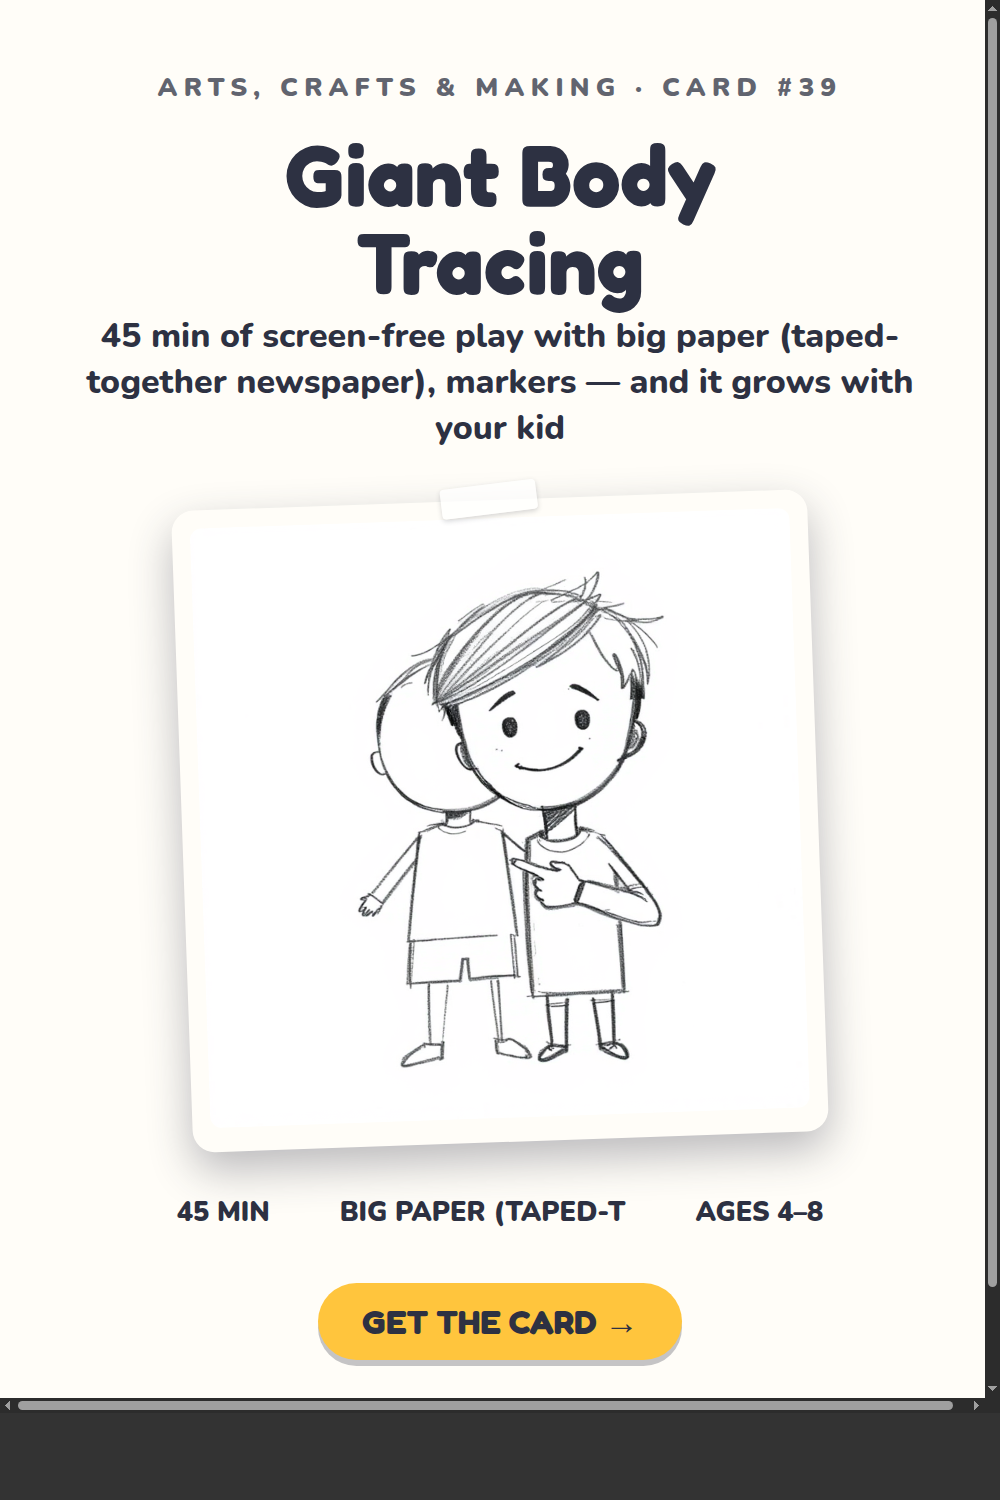 ARTS, CRAFTS & MAKING · CARD #39
Giant Body
Tracing
45 min of screen-free play with big paper (taped-
together newspaper), markers — and it grows with
your kid
45 MIN
BIG PAPER (TAPED-T
AGES 4–8
GET THE CARD →